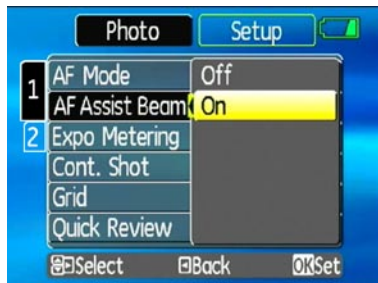 Photo Setup
1
AF Mode Off
AF Assist Beam On
2 Expo Metering
Cont. Shot
Grid
Quick Review
Select Back OK Set